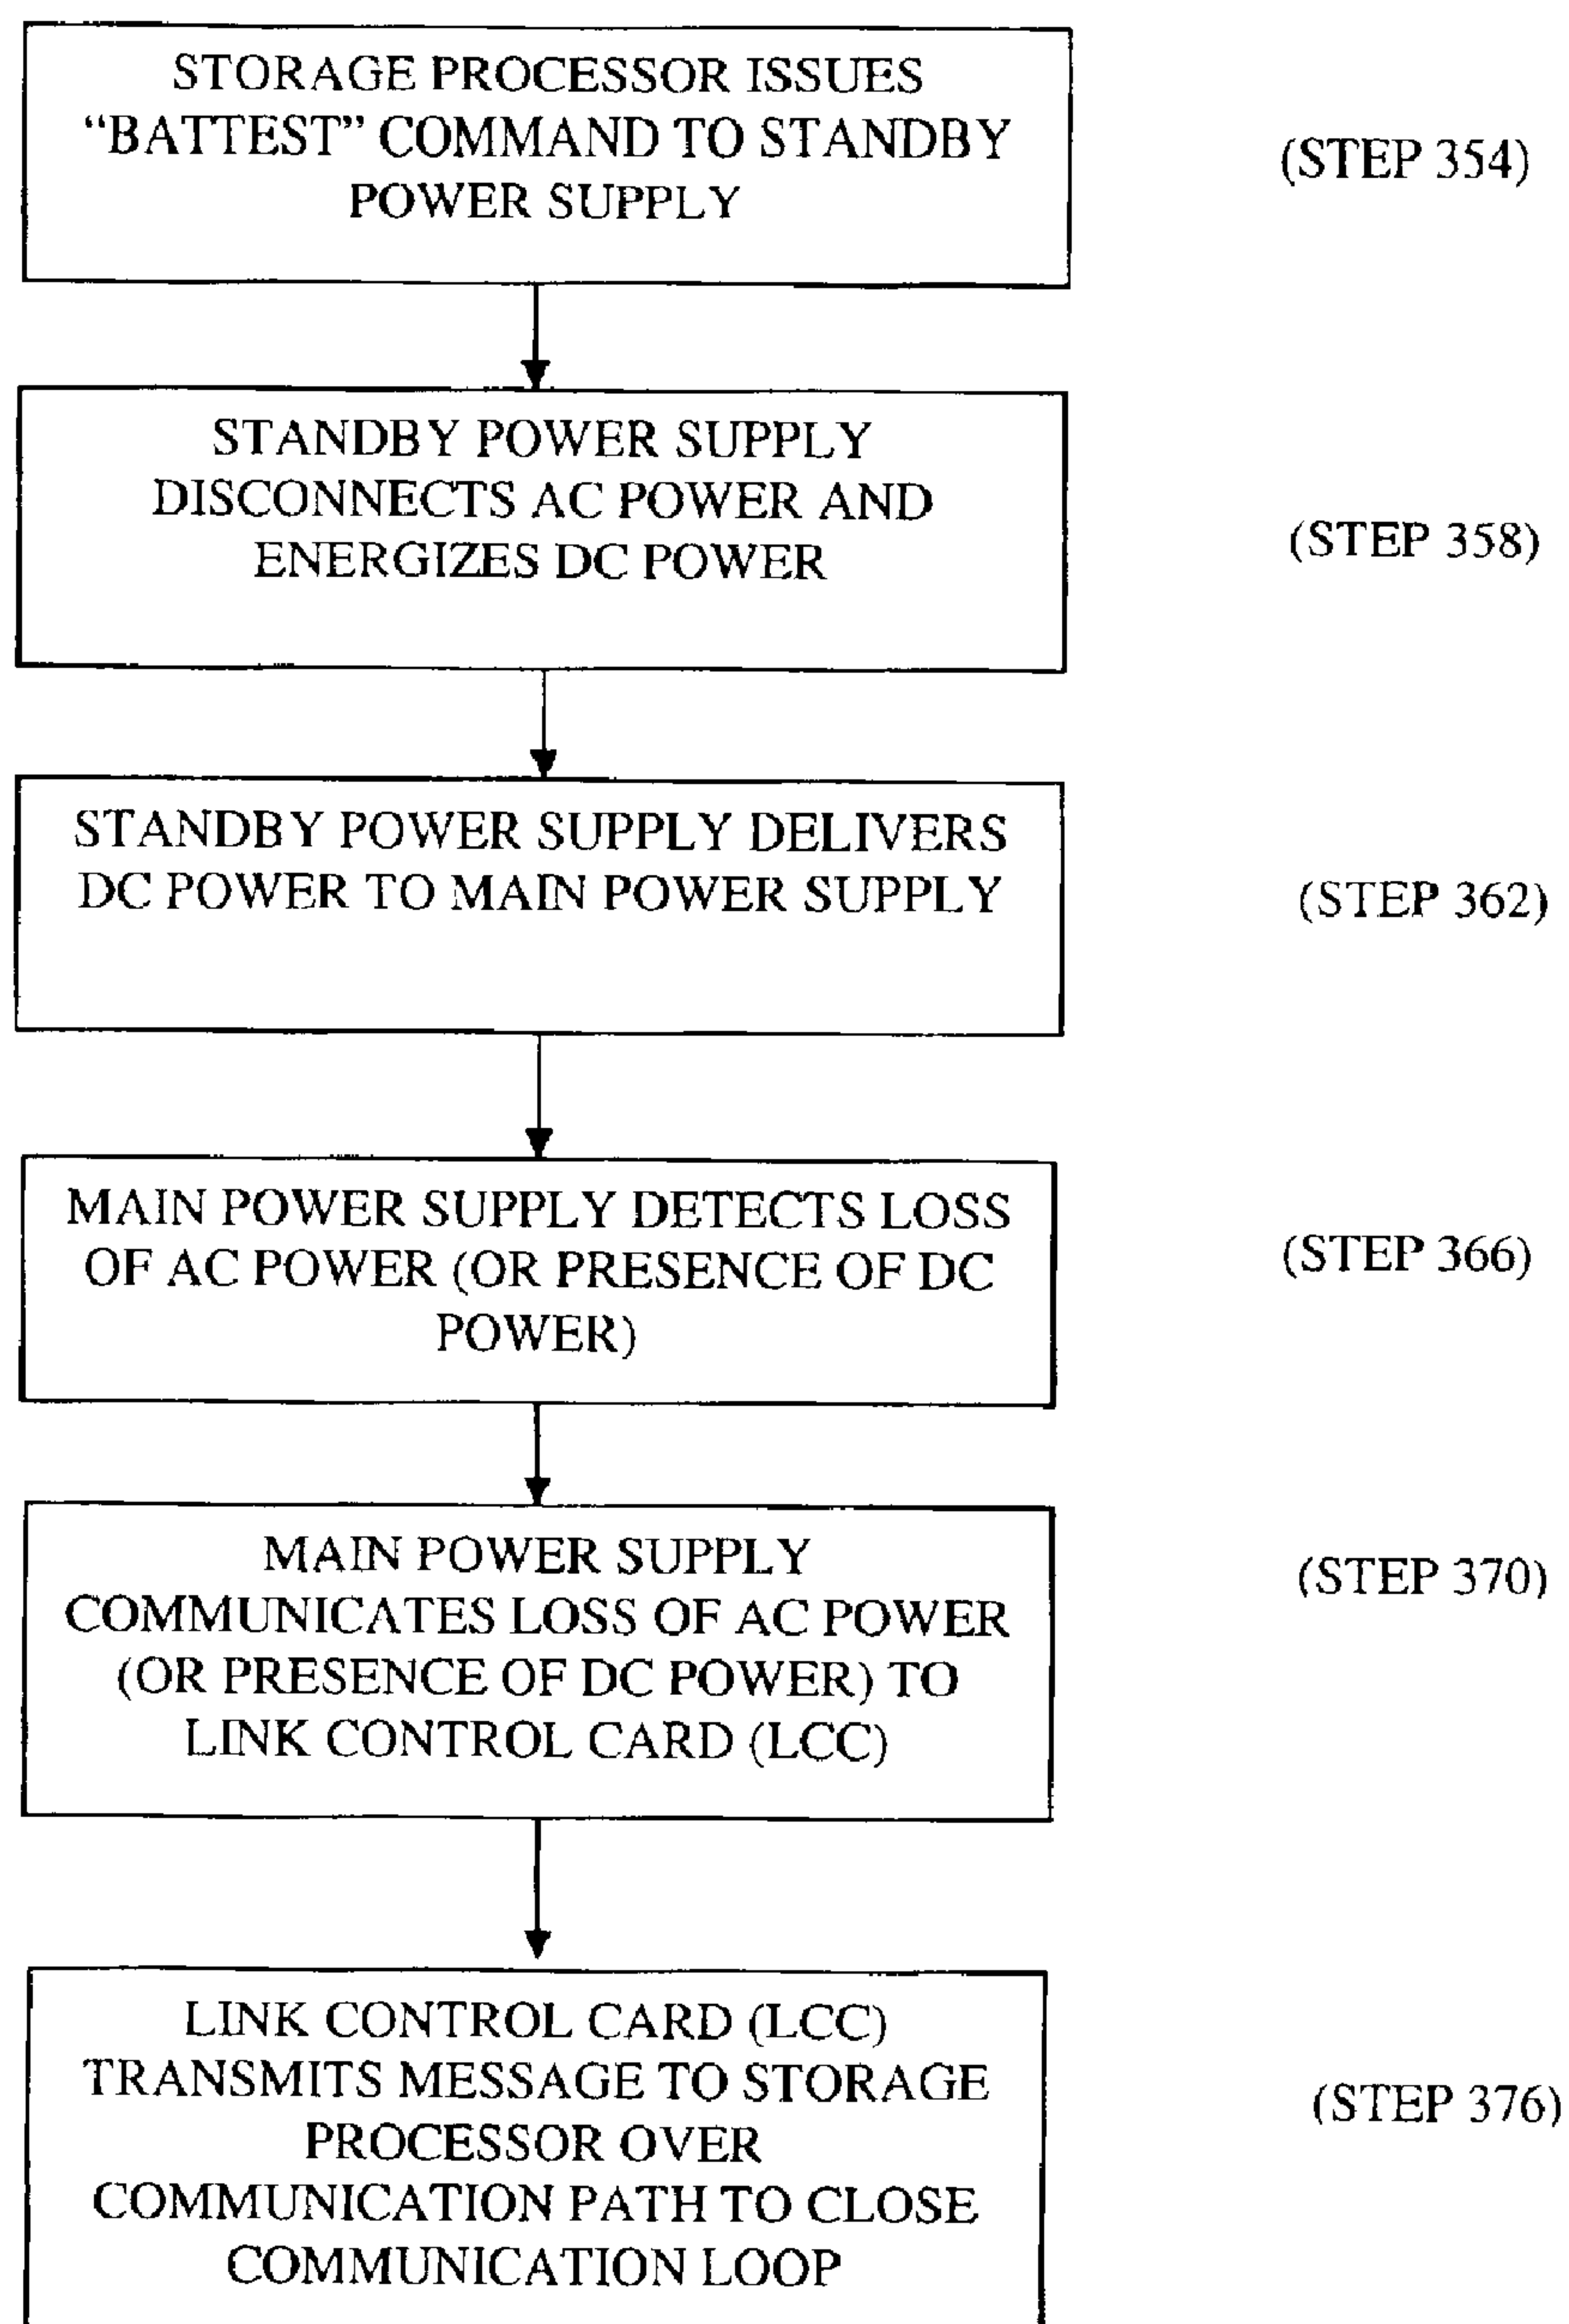 STORAGE PROCESSOR ISSUES
“BATTEST” COMMAND TO STANDBY
POWER SUPPLY
(STEP 354)
STANDBY POWER SUPPLY
DISCONNECTS AC POWER AND
ENERGIZES DC POWER
(STEP 358)
STANDBY POWER SUPPLY DELIVERS
DC POWER TO MAIN POWER SUPPLY
(STEP 362)
MAIN POWER SUPPLY DETECTS LOSS
OF AC POWER (OR PRESENCE OF DC
POWER)
(STEP 366)
MAIN POWER SUPPLY
COMMUNICATES LOSS OF AC POWER
(OR PRESENCE OF DC POWER) TO
LINK CONTROL CARD (LCC)
(STEP 370)
LINK CONTROL CARD (LCC)
TRANSMITS MESSAGE TO STORAGE
PROCESSOR OVER
COMMUNICATION PATH TO CLOSE
COMMUNICATION LOOP
(STEP 376)